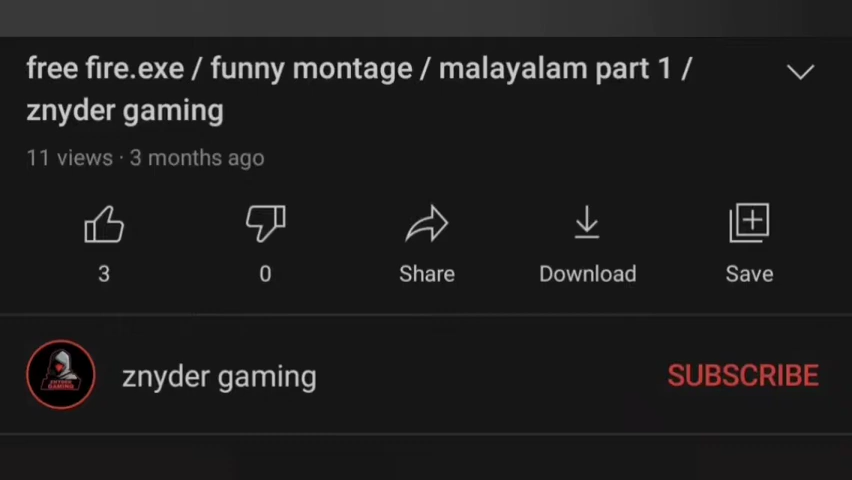 free fire.exe / funny montage / malayalam part 1 /
znyder gaming
11 views · 3 months ago
3
0
Share
Download
Save
znyder gaming
SUBSCRIBE